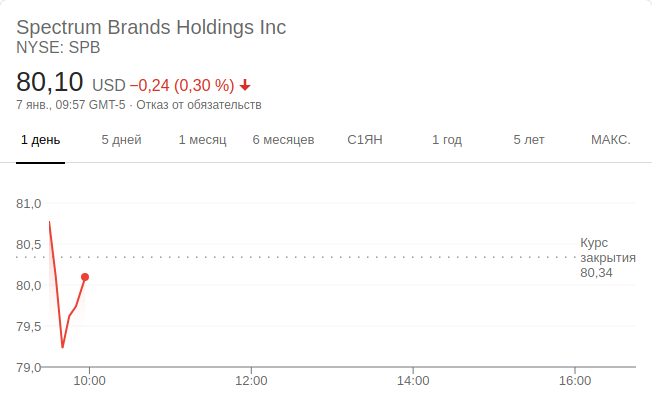 Spectrum Brands Holdings Inc
NYSE: SPB
80,10 USD −0,24 (0,30 %)
7 янв., 09:57 GMT-5 · Отказ от обязательств
1 день 5 дней 1 месяц 6 месяцев С1ЯН 1 год 5 лет МАКС.
81,0
80,5
Курс
закрытия
80,34
80,0
79,5
79,0
10:00 12:00 14:00 16:00